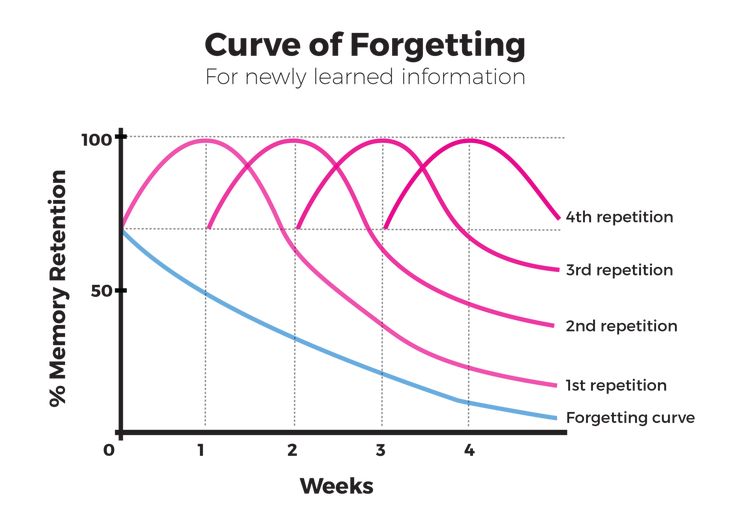 Curve of Forgetting
For newly learned information
% Memory Retention
100
50
0
1
2
3
4
Weeks
4th repetition
3rd repetition
2nd repetition
1st repetition
Forgetting curve